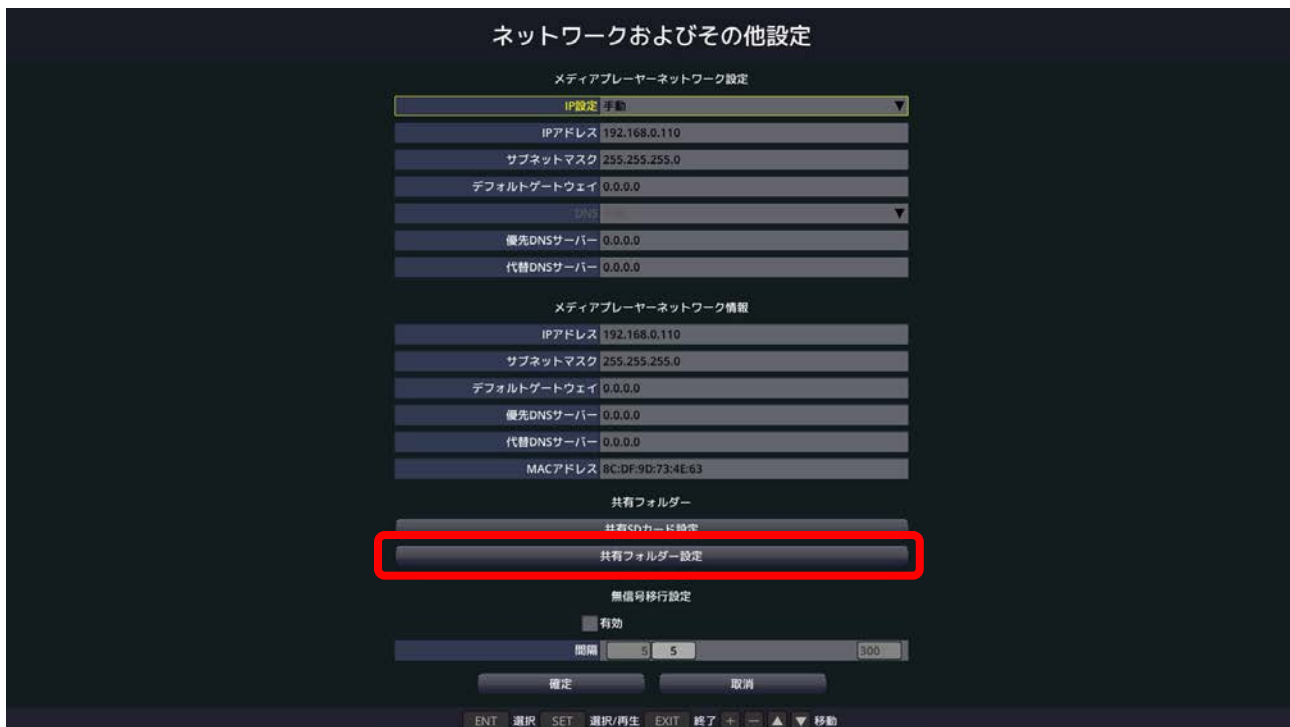 ネットワークおよびその他設定
メディアプレーヤーネットワーク設定
IP設定 手動 ▼
IPアドレス 192.168.0.110
サブネットマスク 255.255.255.0
デフォルトゲートウェイ 0.0.0.0
DNS ▼
優先DNSサーバー 0.0.0.0
代替DNSサーバー 0.0.0.0
メディアプレーヤーネットワーク情報
IPアドレス 192.168.0.110
サブネットマスク 255.255.255.0
デフォルトゲートウェイ 0.0.0.0
優先DNSサーバー 0.0.0.0
代替DNSサーバー 0.0.0.0
MACアドレス 8C:DF:9D:73:4E:63
共有フォルダー
共有SDカード設定
共有フォルダー設定
無信号移行設定
有効
間隔 5 5 300
確定 取消
ENT 選択 SET 選択/再生 EXIT 終了 + - ▲ ▼ 移動